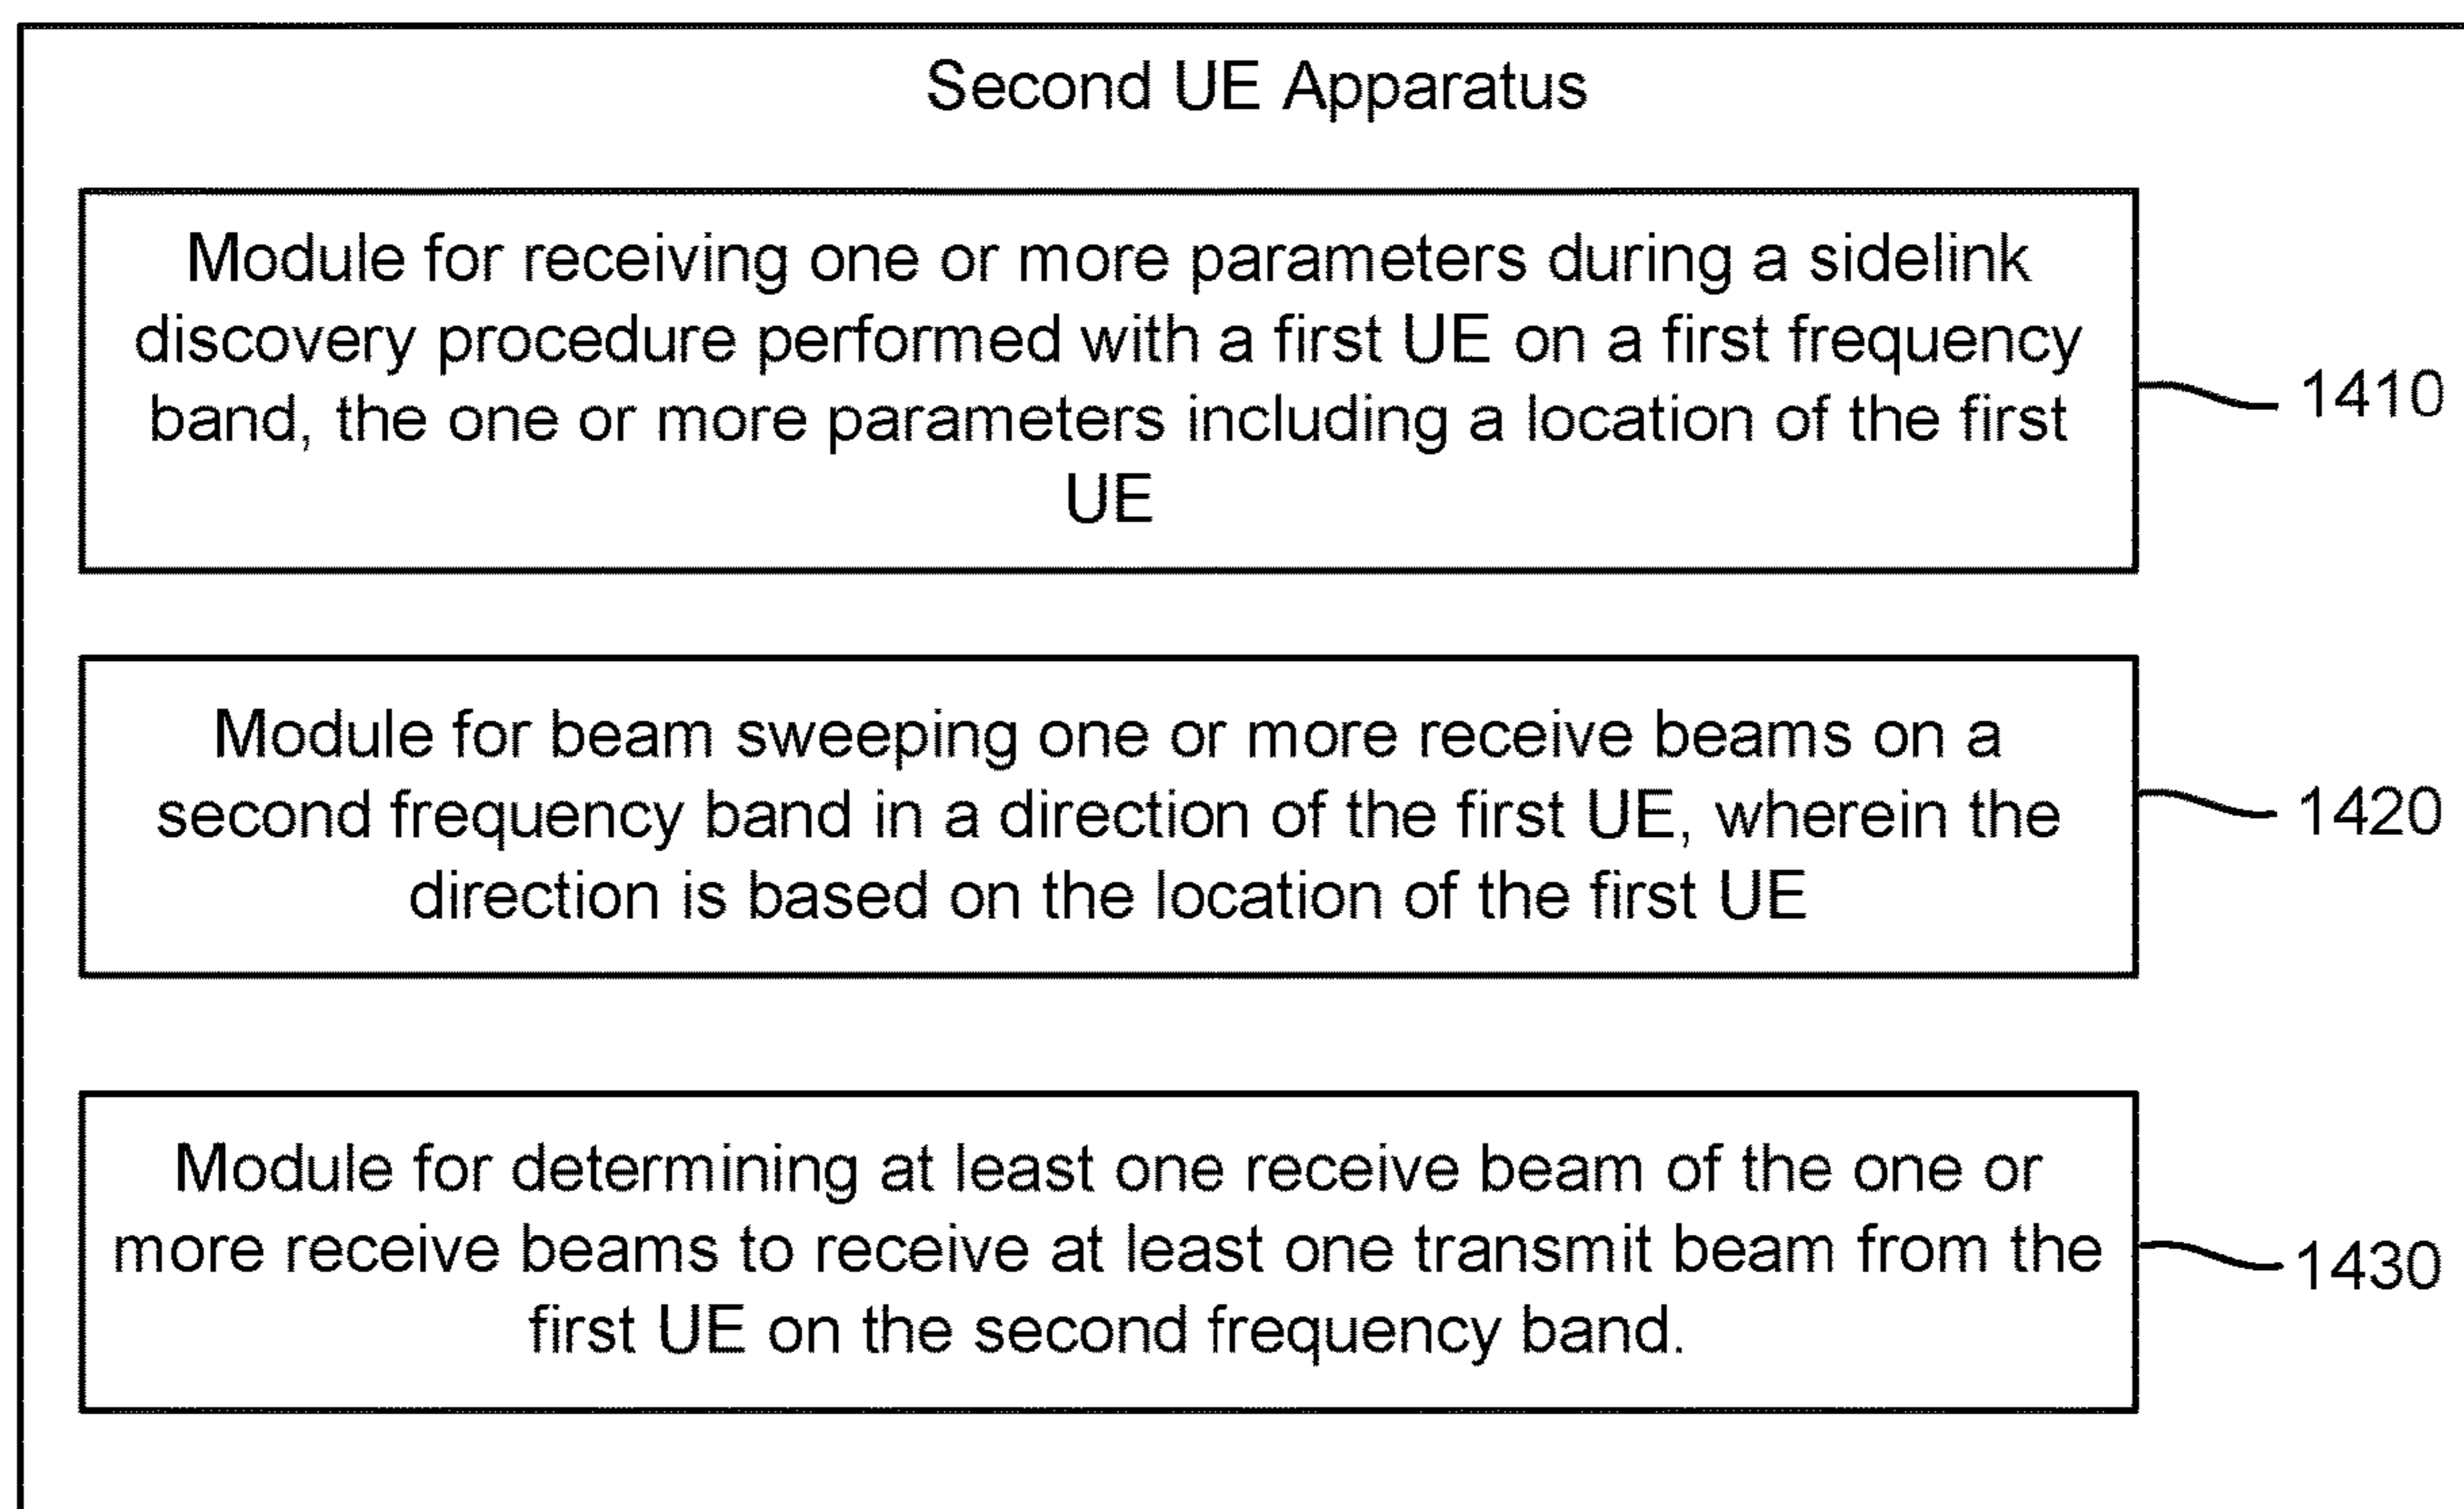 Second UE Apparatus
Module for receiving one or more parameters during a sidelink
discovery procedure performed with a first UE on a first frequency
band, the one or more parameters including a location of the first
UE
1410
Module for beam sweeping one or more receive beams on a
second frequency band in a direction of the first UE, wherein the
direction is based on the location of the first UE
1420
Module for determining at least one receive beam of the one or
more receive beams to receive at least one transmit beam from the
first UE on the second frequency band.
1430